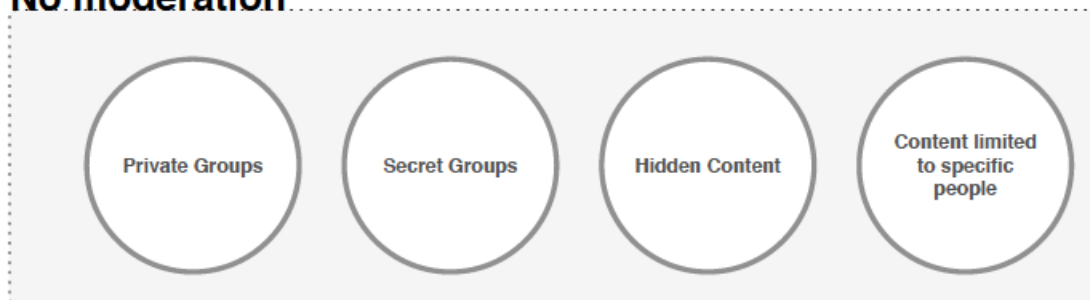 No moderation
Private Groups
Secret Groups
Hidden Content
Content limited
to specific
people